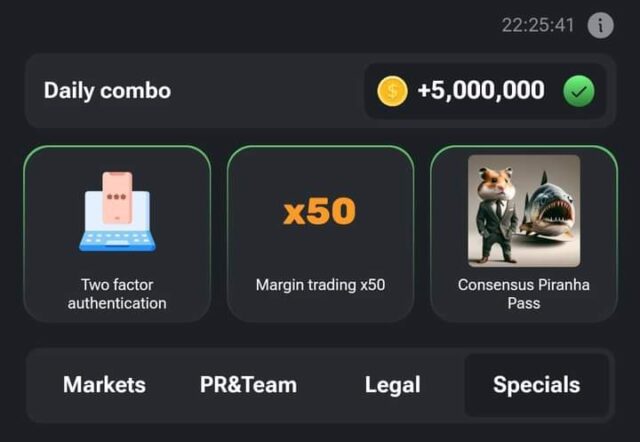 22:25:41
Daily combo
+5,000,000
x50
Two factor
authentication
Margin trading x50
Consensus Piranha
Pass
Markets
PR&Team
Legal
Specials